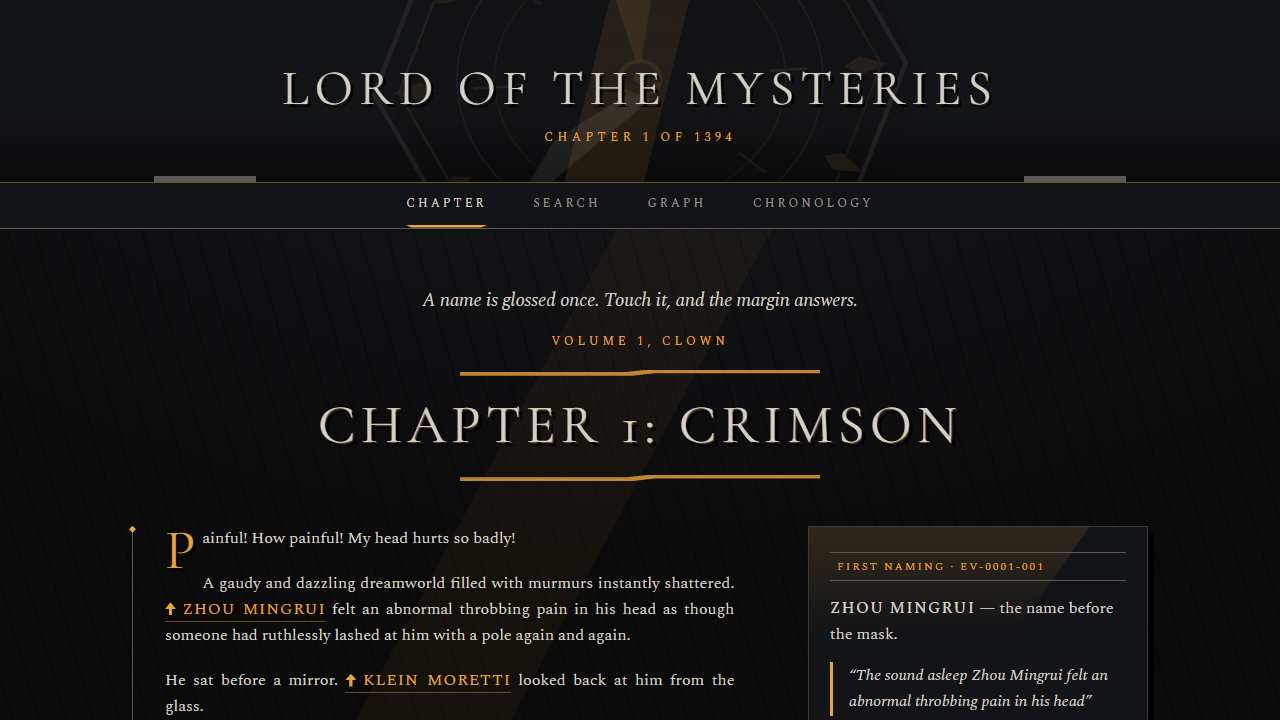 LORD OF THE MYSTERIES
CHAPTER 1 OF 1394
CHAPTER SEARCH GRAPH CHRONOLOGY
A name is glossed once. Touch it, and the margin answers.
VOLUME 1, CLOWN
CHAPTER 1: CRIMSON
Painful! How painful! My head hurts so badly!
A gaudy and dazzling dreamworld filled with murmurs instantly shattered.
ZHOU MINGRUI felt an abnormal throbbing pain in his head as though
someone had ruthlessly lashed at him with a pole again and again.
He sat before a mirror. KLEIN MORETTI looked back at him from the
glass.
FIRST NAMING · EV-0001-001
ZHOU MINGRUI — the name before
the mask.
“The sound asleep Zhou Mingrui felt an
abnormal throbbing pain in his head”